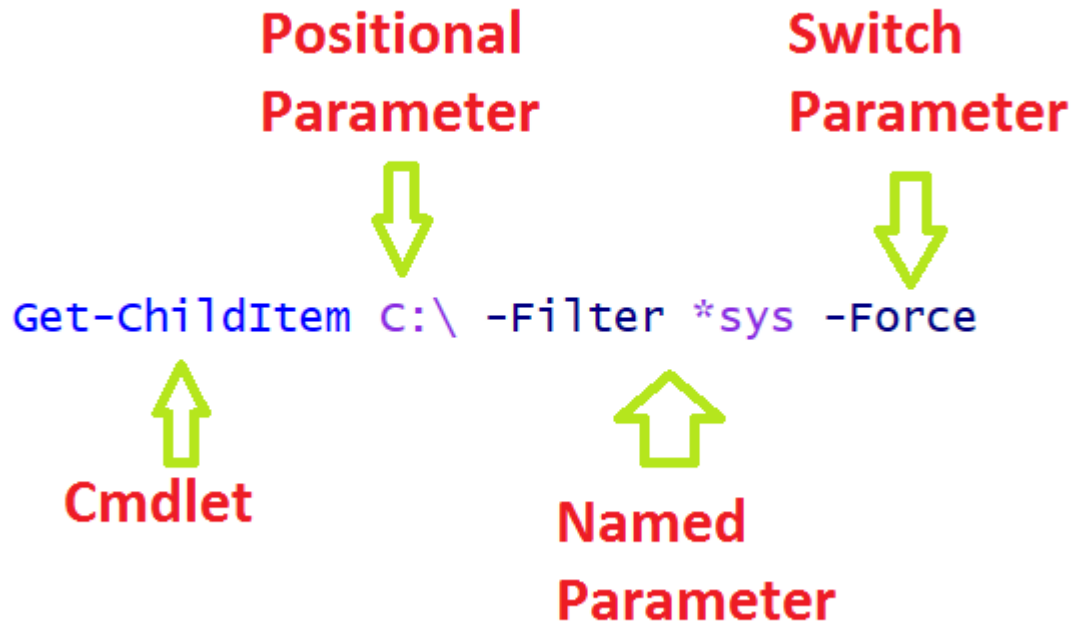 Positional
Parameter
Switch
Parameter
Get-ChildItem C:\ -Filter *sys -Force
Cmdlet
Named
Parameter